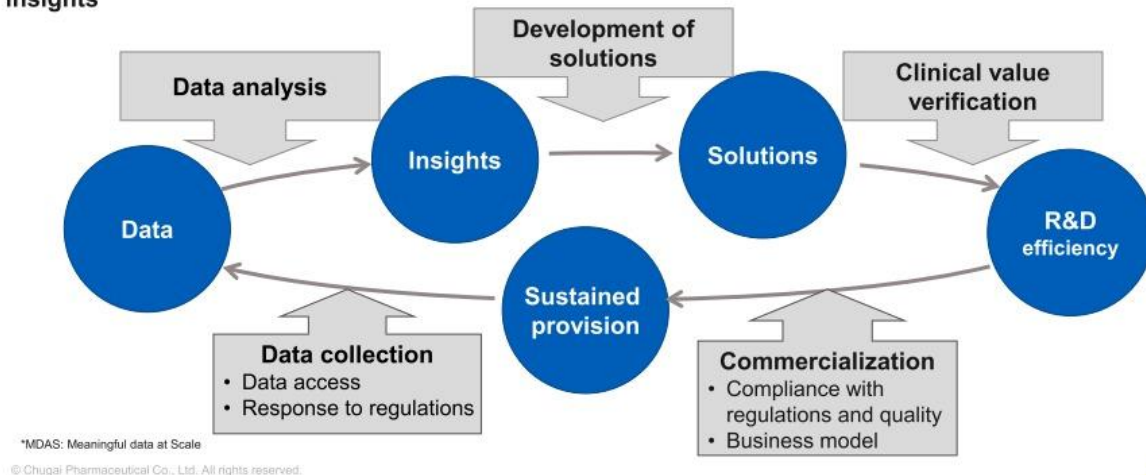 insights
Development of
solutions
Data analysis
Clinical value
verification
Insights
Solutions
Data
R&D
efficiency
Sustained
provision
Data collection
• Data access
• Response to regulations
Commercialization
• Compliance with
regulations and quality
• Business model
*MDAS: Meaningful data at Scale
© Chugai Pharmaceutical Co., Ltd. All rights reserved.